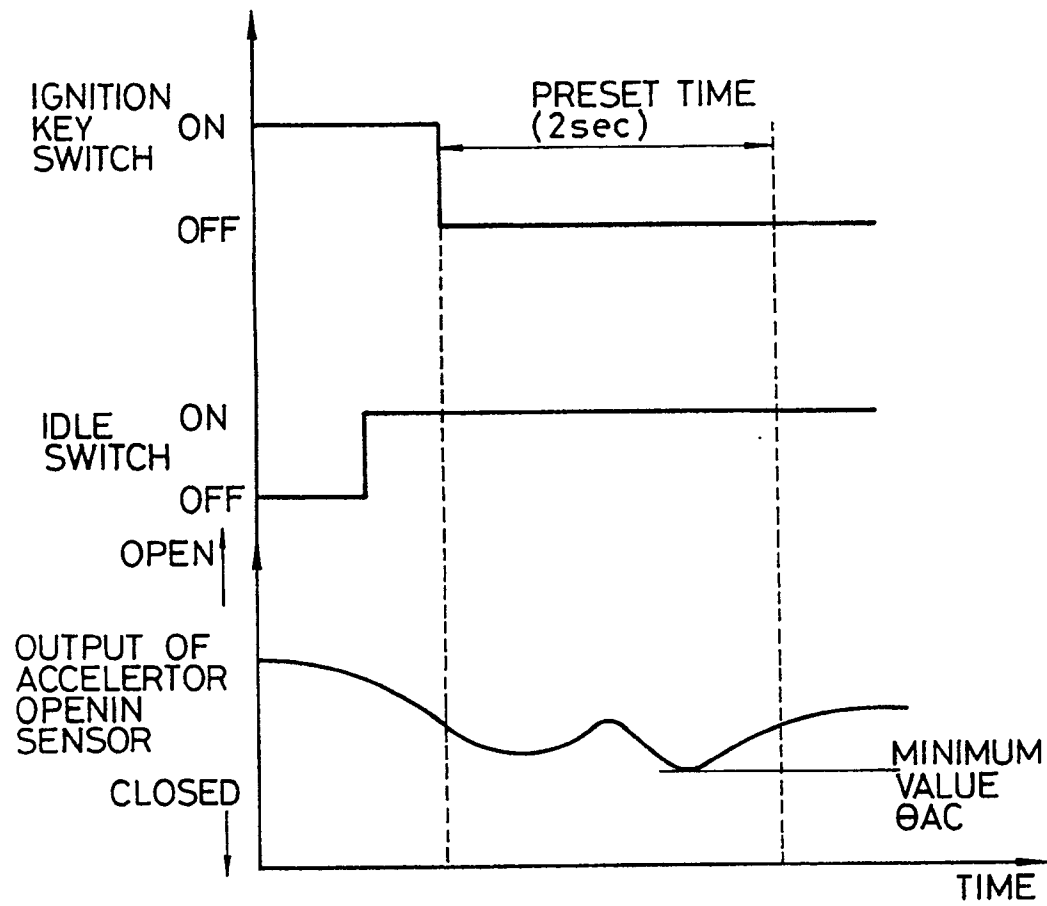 IGNITION
KEY
SWITCH
ON
OFF
PRESET TIME
(2sec)
IDLE
SWITCH
ON
OFF
OPEN
OUTPUT OF
ACCELERTOR
OPENIN
SENSOR
CLOSED
MINIMUM
VALUE
θAC
TIME